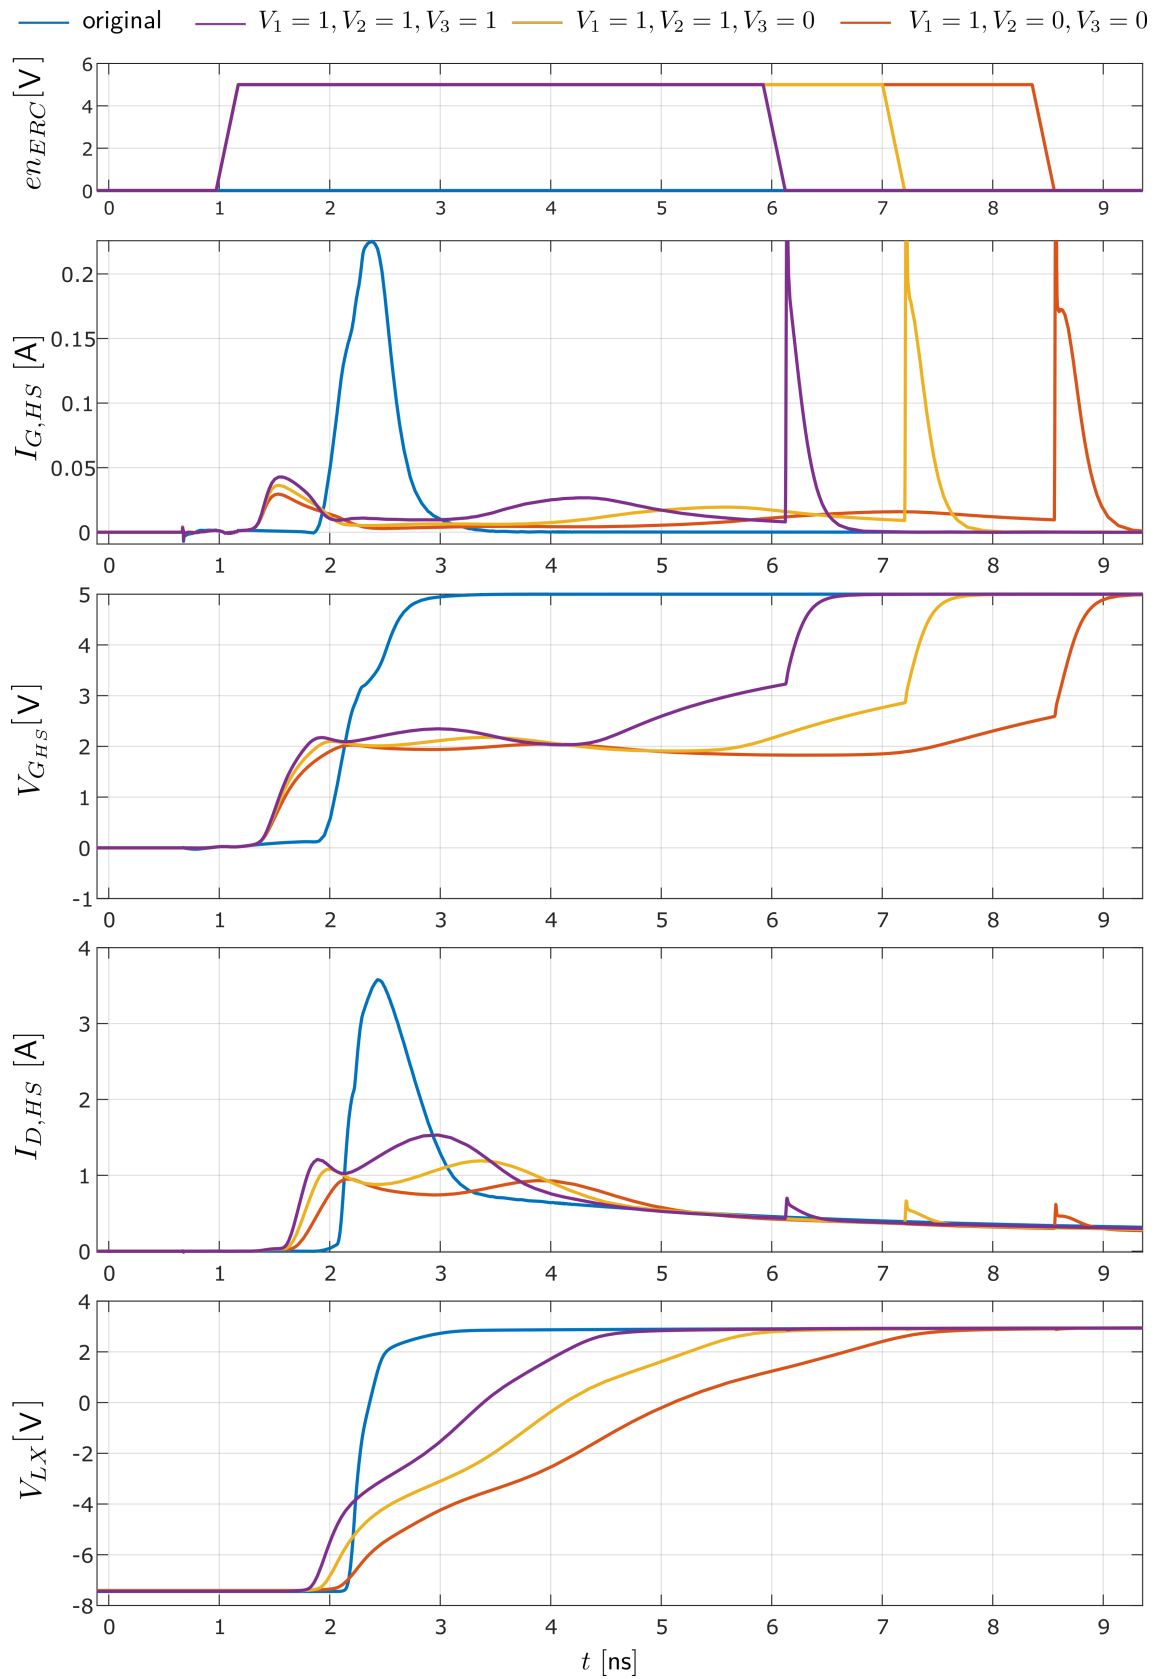 original V₁ = 1, V₂ = 1, V₃ = 1 V₁ = 1, V₂ = 1, V₃ = 0 V₁ = 1, V₂ = 0, V₃ = 0
en_ERC[V]
6
4
2
0
0 1 2 3 4 5 6 7 8 9
I_G,HS [A]
0.2
0.15
0.1
0.05
0
0 1 2 3 4 5 6 7 8 9
V_GHS[V]
5
4
3
2
1
0
-1
0 1 2 3 4 5 6 7 8 9
I_D,HS [A]
4
3
2
1
0
0 1 2 3 4 5 6 7 8 9
V_LX[V]
4
2
0
-2
-4
-6
-8
0 1 2 3 4 5 6 7 8 9
t [ns]